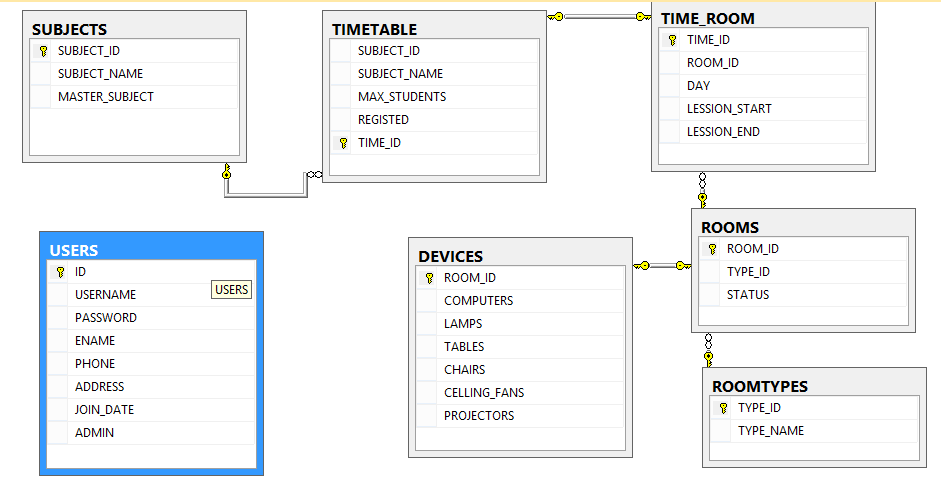 SUBJECTS
SUBJECT_ID
SUBJECT_NAME
MASTER_SUBJECT
TIMETABLE
SUBJECT_ID
SUBJECT_NAME
MAX_STUDENTS
REGISTED
TIME_ID
TIME_ROOM
TIME_ID
ROOM_ID
DAY
LESSION_START
LESSION_END
USERS
ID
USERNAME
PASSWORD
ENAME
PHONE
ADDRESS
JOIN_DATE
ADMIN
USERS
DEVICES
ROOM_ID
COMPUTERS
LAMPS
TABLES
CHAIRS
CELLING_FANS
PROJECTORS
ROOMS
ROOM_ID
TYPE_ID
STATUS
ROOMTYPES
TYPE_ID
TYPE_NAME